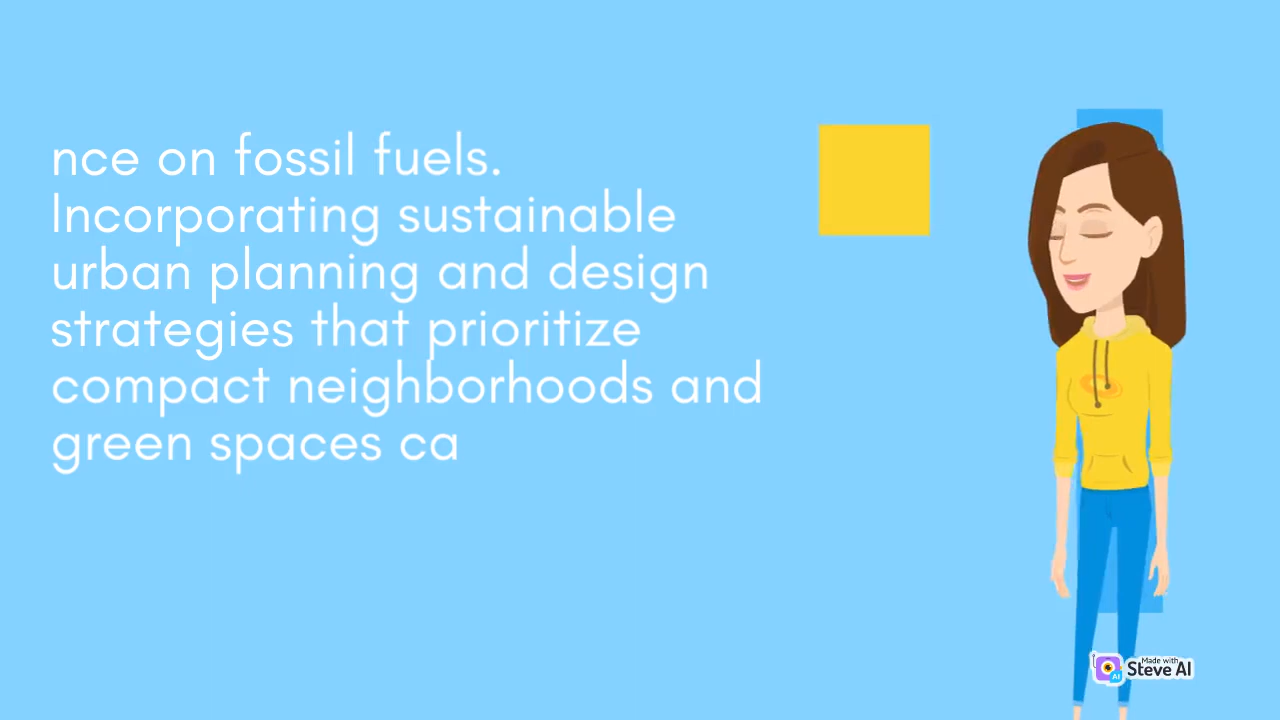 nce on fossil fuels.
Incorporating sustainable
urban planning and design
strategies that prioritize
compact neighborhoods and
green spaces ca
Made with
Steve AI
AI